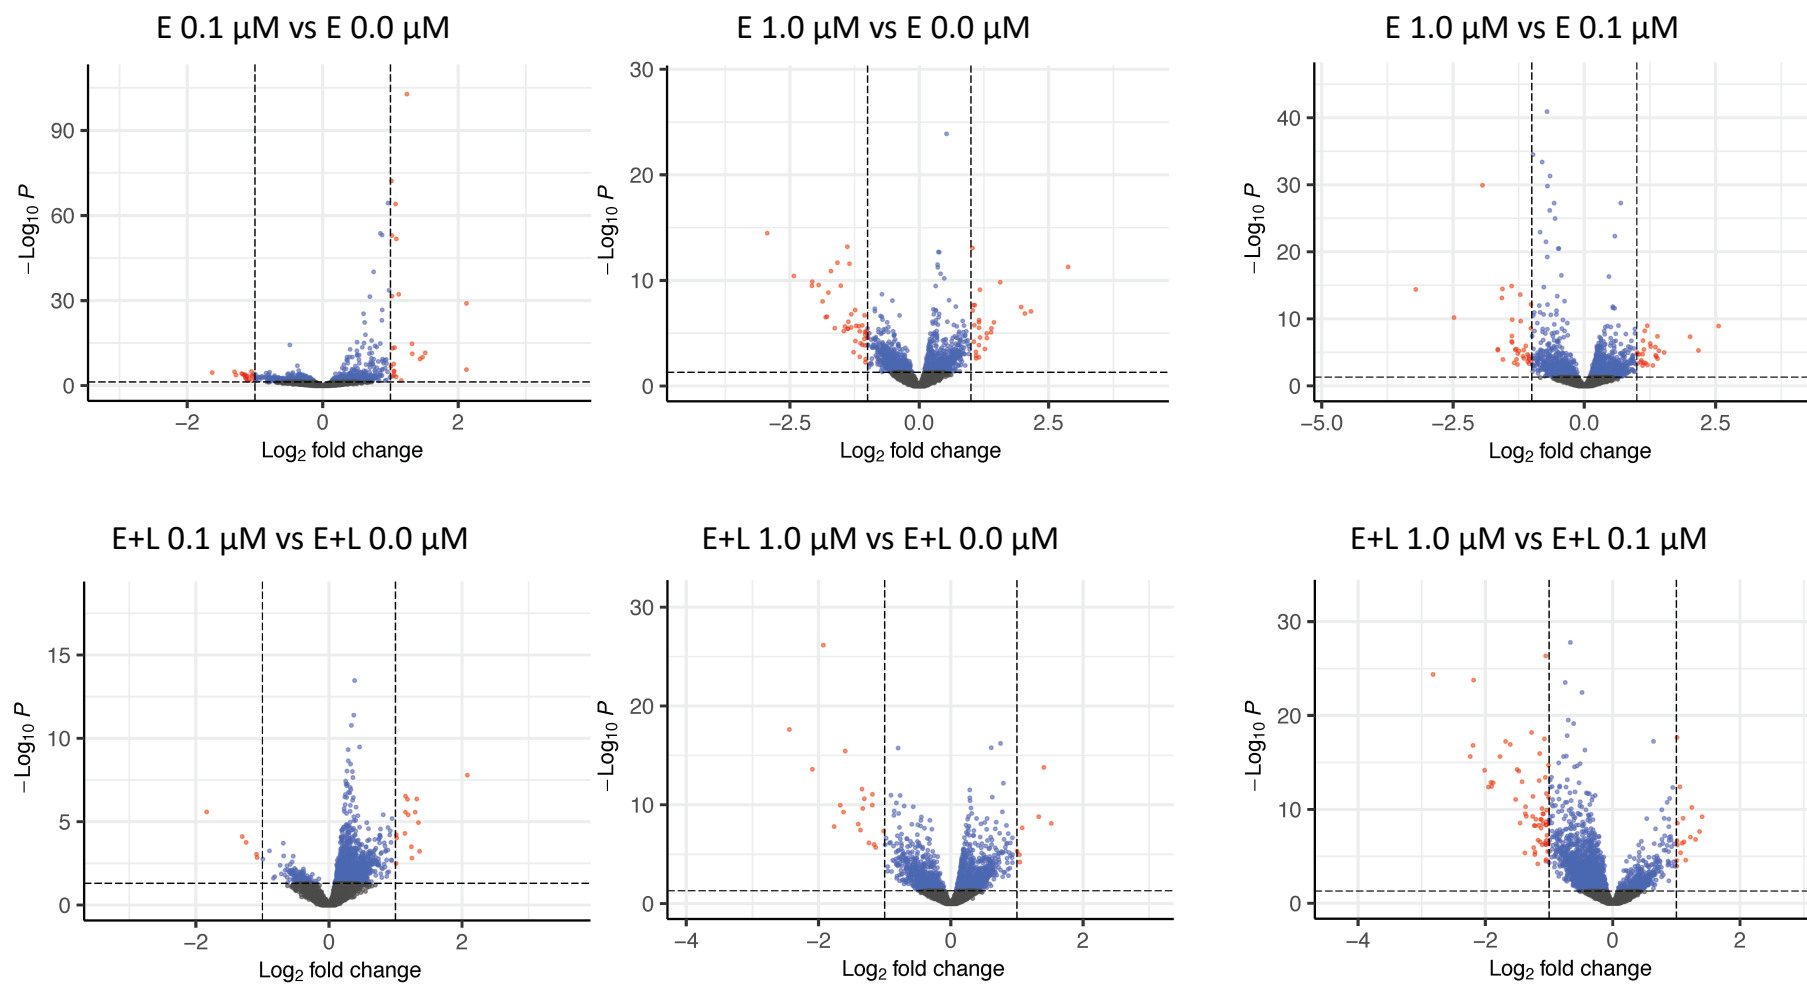 E 0.1 µM vs E 0.0 µM
E 1.0 µM vs E 0.0 µM
E 1.0 µM vs E 0.1 µM
−Log10 P
90
60
30
0
−2
0
2
Log2 fold change
−Log10 P
30
20
10
0
−2.5
0.0
2.5
Log2 fold change
−Log10 P
40
30
20
10
0
−5.0
−2.5
0.0
2.5
Log2 fold change
E+L 0.1 µM vs E+L 0.0 µM
E+L 1.0 µM vs E+L 0.0 µM
E+L 1.0 µM vs E+L 0.1 µM
−Log10 P
15
10
5
0
−2
0
2
Log2 fold change
−Log10 P
30
20
10
0
−4
−2
0
2
Log2 fold change
−Log10 P
30
20
10
0
−4
−2
0
2
Log2 fold change